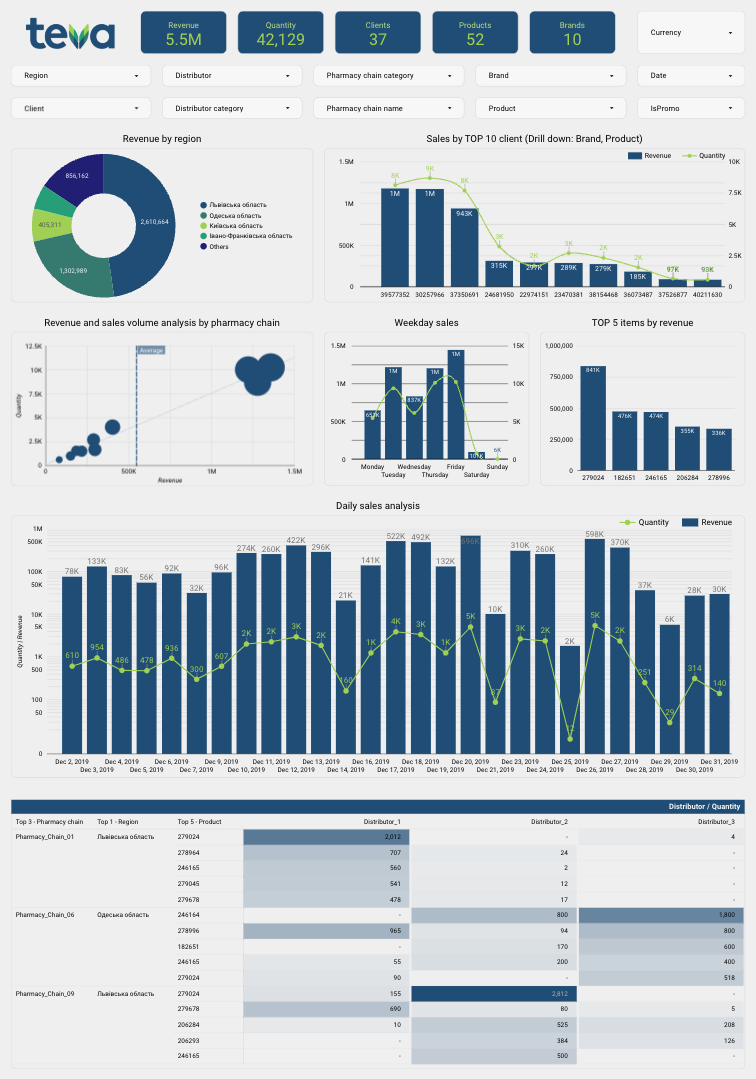 teva
Revenue
5.5M
Quantity
42,129
Clients
37
Products
52
Brands
10
Currency
Region
Distributor
Pharmacy chain category
Brand
Date
Client
Distributor category
Pharmacy chain name
Product
IsPromo
Revenue by region
856,162
405,311
1,302,989
2,610,664
Львівська область
Одеська область
Київська область
Івано-Франківська область
Others
Sales by TOP 10 client (Drill down: Brand, Product)
Revenue Quantity
1.5M 1M 500K 0
10K 7.5K 5K 2.5K 0
8K 9K 8K 3K 2K 3K 2K 2K 97K 93K
1M 1M 943K 315K 297K 289K 279K 185K
39577352 30257966 37350691 24681950 22974151 23470381 38154468 36073487 37526877 40211630
Revenue and sales volume analysis by pharmacy chain
Average
Quantity
12.5K 10K 7.5K 5K 2.5K 0
0 500K 1M 1.5M
Revenue
Weekday sales
1.5M 1M 500K 0
15K 10K 5K 0
1M 837K 1M 1M 6K
Monday Wednesday Friday Sunday
Tuesday Thursday Saturday
TOP 5 items by revenue
1,000,000 750,000 500,000 250,000 0
841K 476K 474K 355K 336K
279024 182651 246165 206284 278996
Daily sales analysis
Quantity Revenue
Quantity | Revenue
1M 500K 100K 50K 10K 5K 1K 500 100 50 0
78K 133K 83K 56K 92K 32K 96K 274K 260K 422K 296K 21K 141K 522K 492K 132K 696K 10K 310K 260K 2K 598K 370K 37K 6K 28K 30K
610 954 486 478 936 300 607 2K 2K 3K 2K 160 1K 4K 3K 1K 5K 87 3K 2K 12 5K 2K 251 29 314 140
Dec 2, 2019 Dec 4, 2019 Dec 6, 2019 Dec 9, 2019 Dec 11, 2019 Dec 13, 2019 Dec 16, 2019 Dec 18, 2019 Dec 20, 2019 Dec 23, 2019 Dec 25, 2019 Dec 27, 2019 Dec 29, 2019 Dec 31, 2019
Dec 3, 2019 Dec 5, 2019 Dec 7, 2019 Dec 10, 2019 Dec 12, 2019 Dec 14, 2019 Dec 17, 2019 Dec 19, 2019 Dec 21, 2019 Dec 24, 2019 Dec 26, 2019 Dec 28, 2019 Dec 30, 2019
Distributor / Quantity
Top 3 - Pharmacy chain Top 1 - Region Top 5 - Product Distributor_1 Distributor_2 Distributor_3
Pharmacy_Chain_01 Львівська область 279024 2,012 - 4
278964 707 24 -
246165 560 2 -
279045 541 12 -
279678 478 17 -
Pharmacy_Chain_06 Одеська область 246164 - 800 1,800
278996 965 94 800
182651 - 170 600
246165 55 200 400
279024 90 - 518
Pharmacy_Chain_09 Львівська область 279024 155 2,812 -
279678 690 80 5
206284 10 525 208
206293 - 384 126
246165 - 500 -